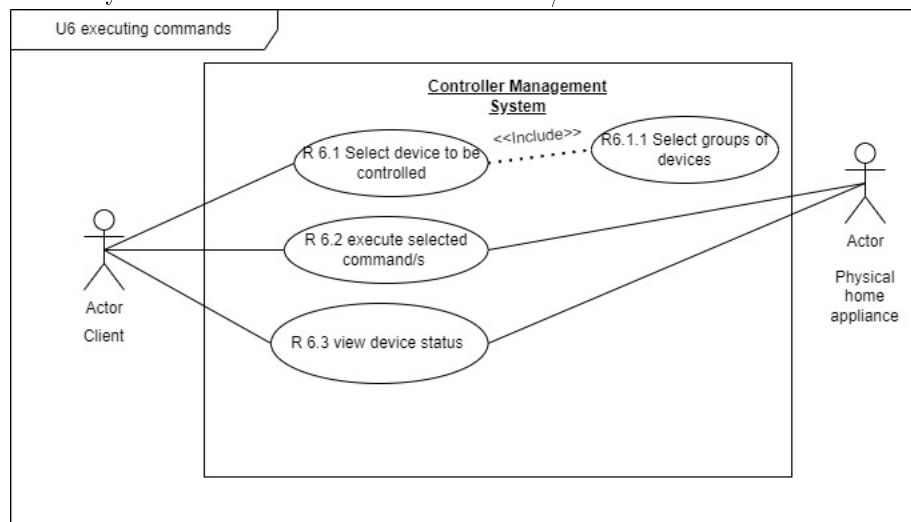 U6 executing commands
Controller Management
System
<<Include>>
R 6.1 Select device to be
controlled
R6.1.1 Select groups of
devices
R 6.2 execute selected
command/s
R 6.3 view device status
Actor
Client
Actor
Physical
home
appliance